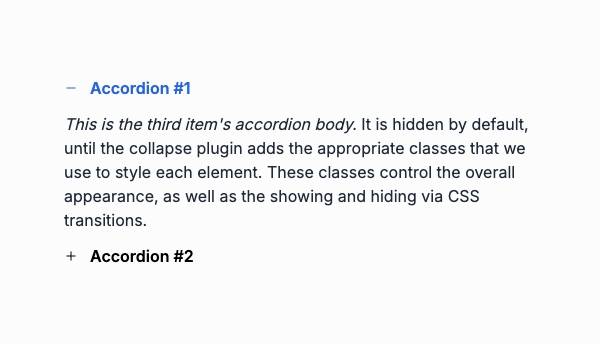 Accordion #1
This is the third item's accordion body. It is hidden by default,
until the collapse plugin adds the appropriate classes that we
use to style each element. These classes control the overall
appearance, as well as the showing and hiding via CSS
transitions.
Accordion #2